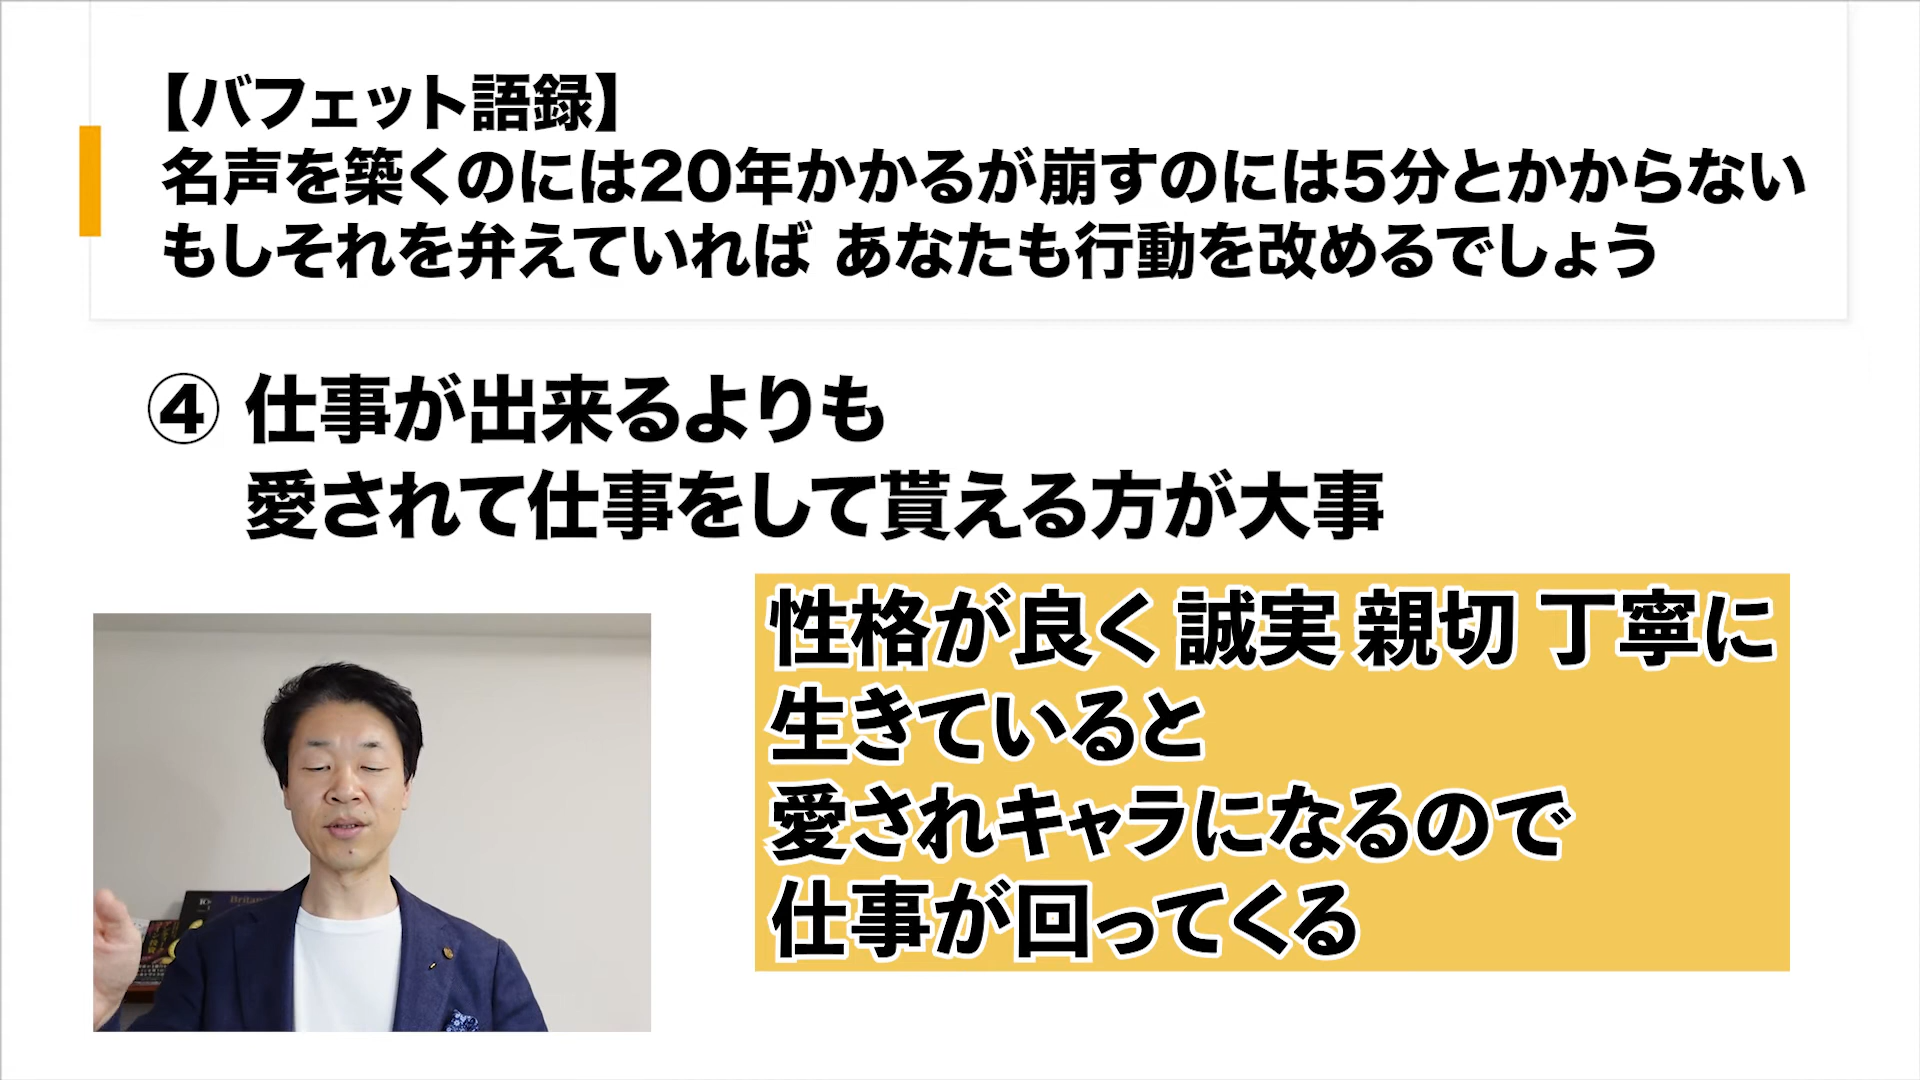 【バフェット語録】
名声を築くのには20年かかるが崩すのには5分とかからない
もしそれを弁えていれば あなたも行動を改めるでしょう
④ 仕事が出来るよりも
愛されて仕事をして貰える方が大事
性格が良く 誠実 親切 丁寧に
生きていると
愛されキャラになるので
仕事が回ってくる